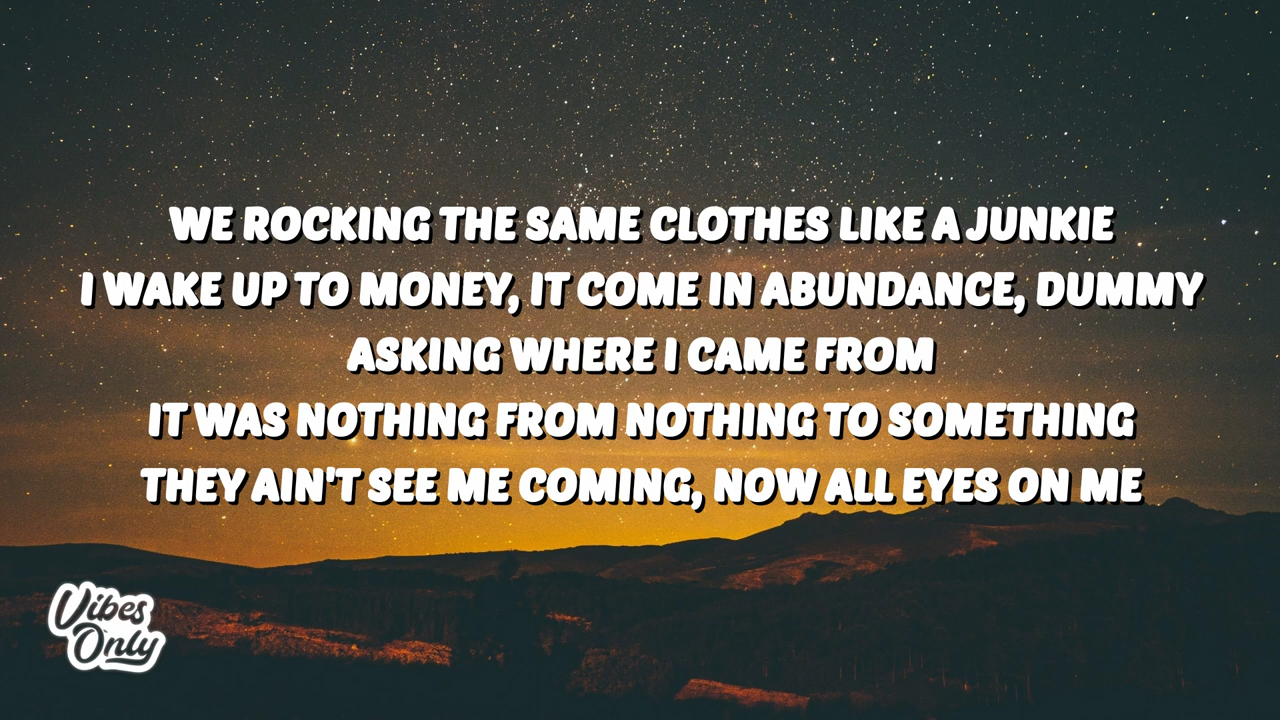 WE ROCKING THE SAME CLOTHES LIKE A JUNKIE
I WAKE UP TO MONEY, IT COME IN ABUNDANCE, DUMMY
ASKING WHERE I CAME FROM
IT WAS NOTHING FROM NOTHING TO SOMETHING
THEY AIN'T SEE ME COMING, NOW ALL EYES ON ME
Vibes
Only